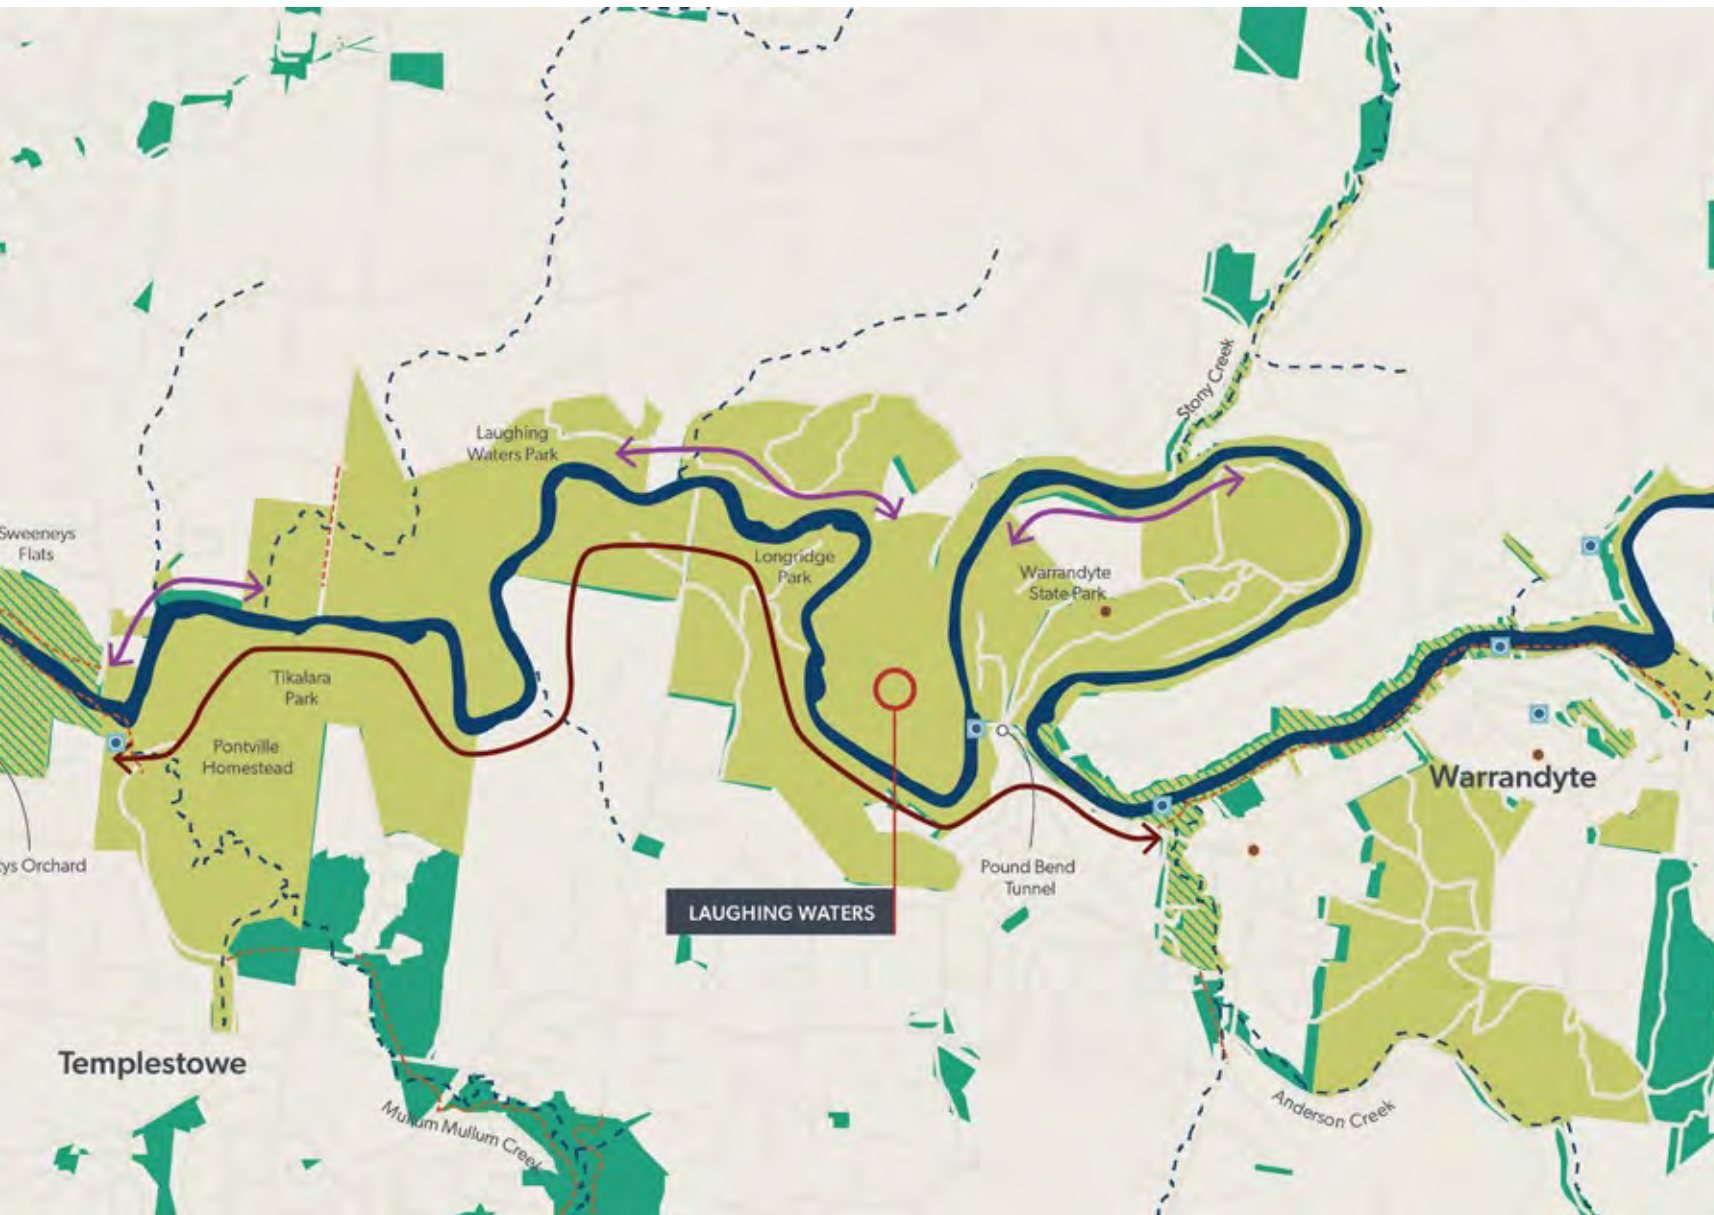 Stony Creek
Laughing
Waters Park
Sweeneys
Flats
Longridge
Park
Warrandyte
State Park
Tikalara
Park
Pontville
Homestead
Warrandyte
Orchard
Pound Bend
Tunnel
LAUGHING WATERS
Templestowe
Mullum Mullum Creek
Anderson Creek